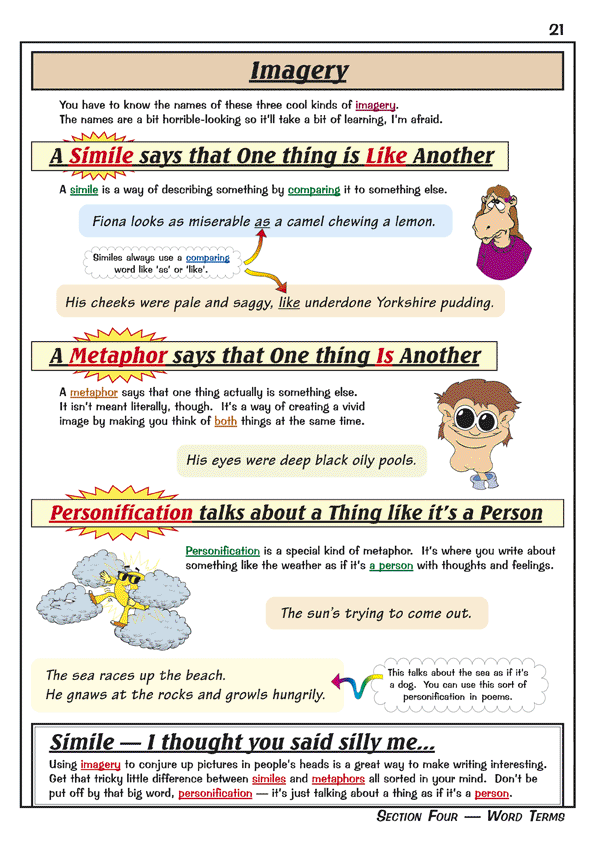 21
Imagery
You have to know the names of these three cool kinds of imagery.
The names are a bit horrible-looking so it'll take a bit of learning, I'm afraid.
A Simile says that One thing is Like Another
A simile is a way of describing something by comparing it to something else.
Fiona looks as miserable as a camel chewing a lemon.
Similes always use a comparing
word like 'as' or 'like'.
His cheeks were pale and saggy, like underdone Yorkshire pudding.
A Metaphor says that One thing Is Another
A metaphor says that one thing actually is something else.
It isn't meant literally, though. It's a way of creating a vivid
image by making you think of both things at the same time.
His eyes were deep black oily pools.
Personification talks about a Thing like it's a Person
Personification is a special kind of metaphor. It's where you write about
something like the weather as if it's a person with thoughts and feelings.
The sun's trying to come out.
The sea races up the beach.
He gnaws at the rocks and growls hungrily.
This talks about the sea as if it's
a dog. You can use this sort of
personification in poems.
Simile — I thought you said silly me...
Using imagery to conjure up pictures in people's heads is a great way to make writing interesting.
Get that tricky little difference between similes and metaphors all sorted in your mind. Don't be
put off by that big word, personification — it's just talking about a thing as if it's a person.
Section Four — Word Terms